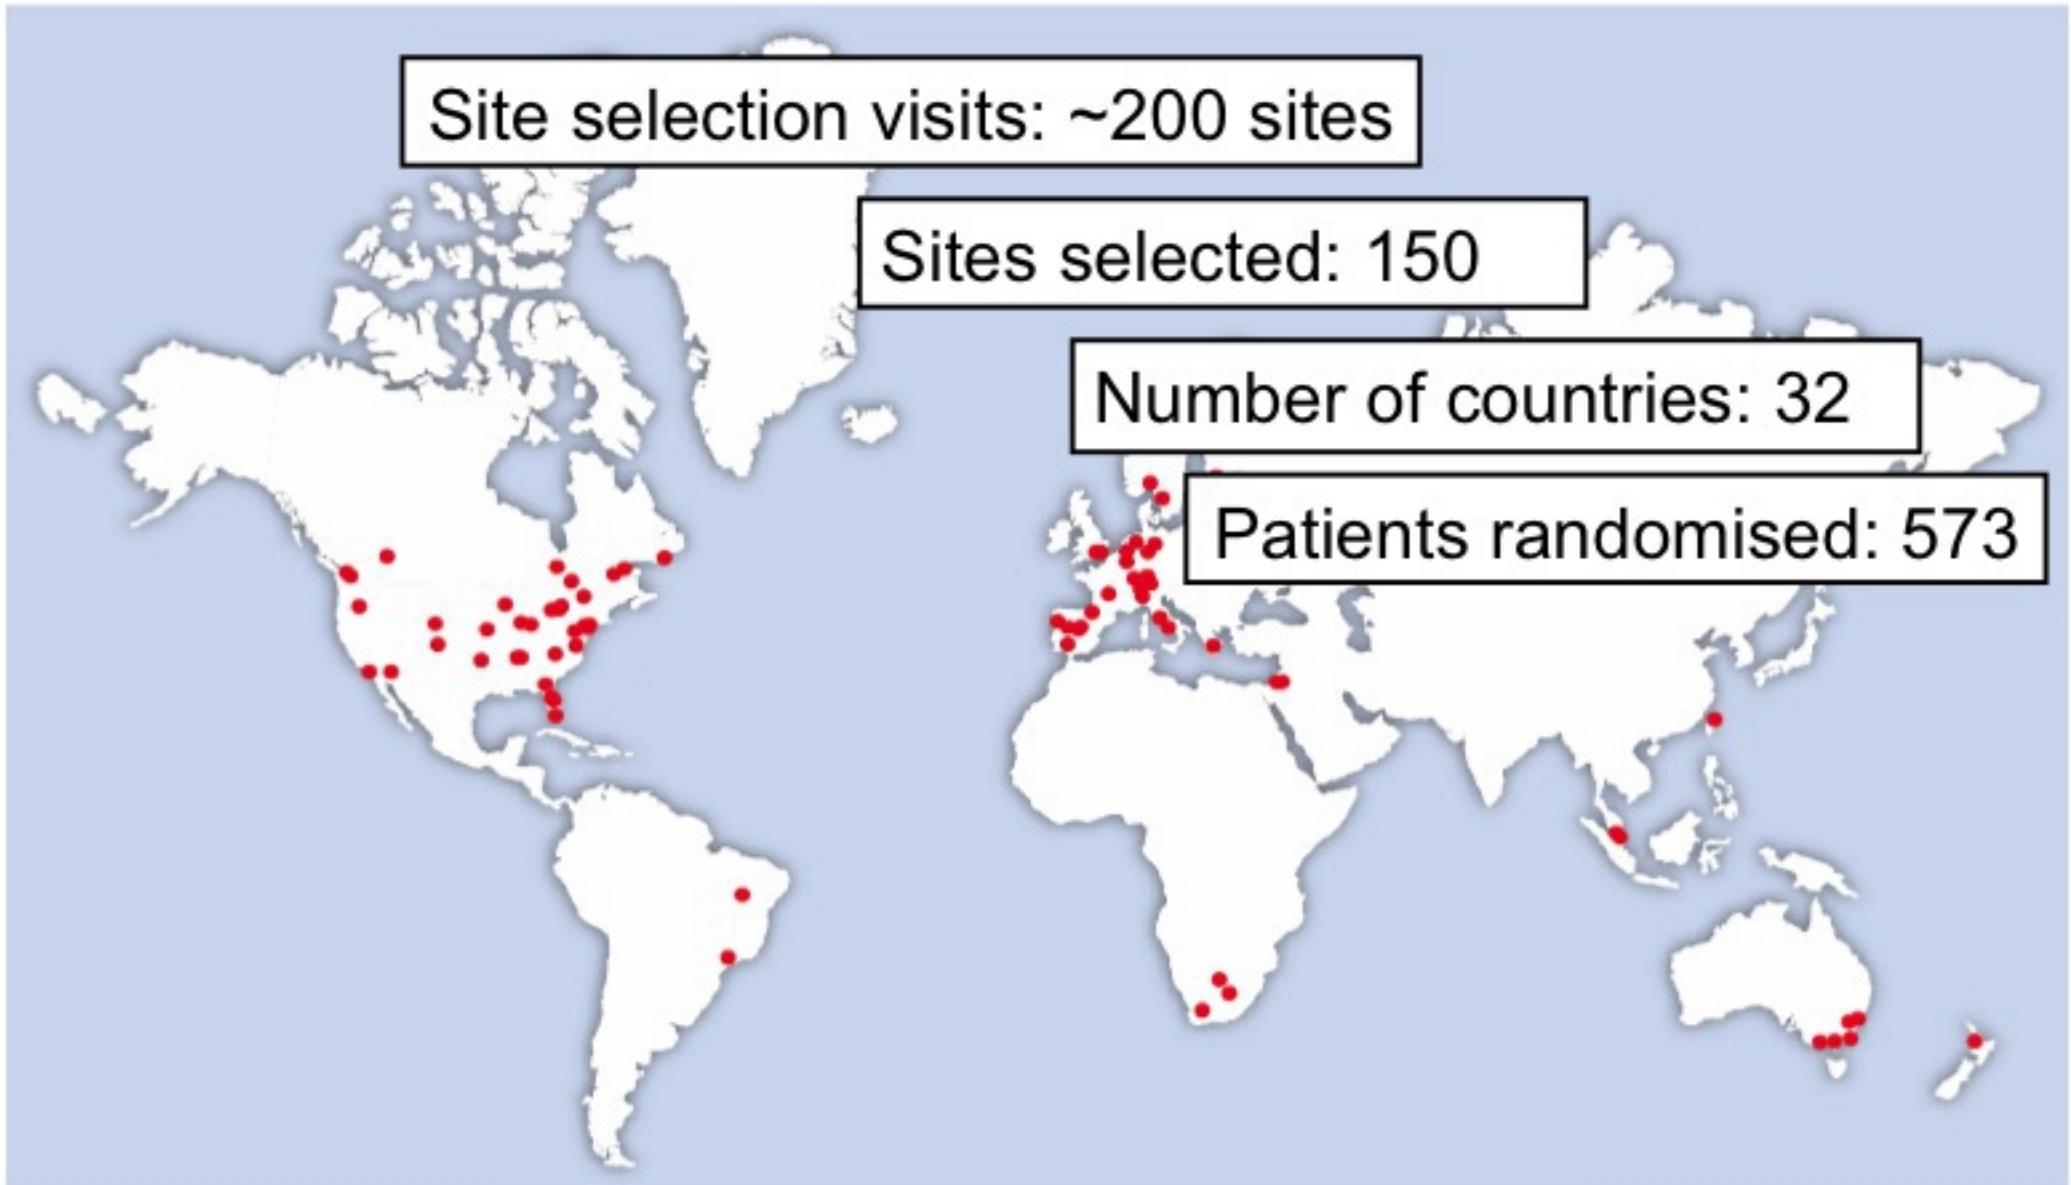 Site selection visits: ~200 sites
Sites selected: 150
Number of countries: 32
Patients randomised: 573